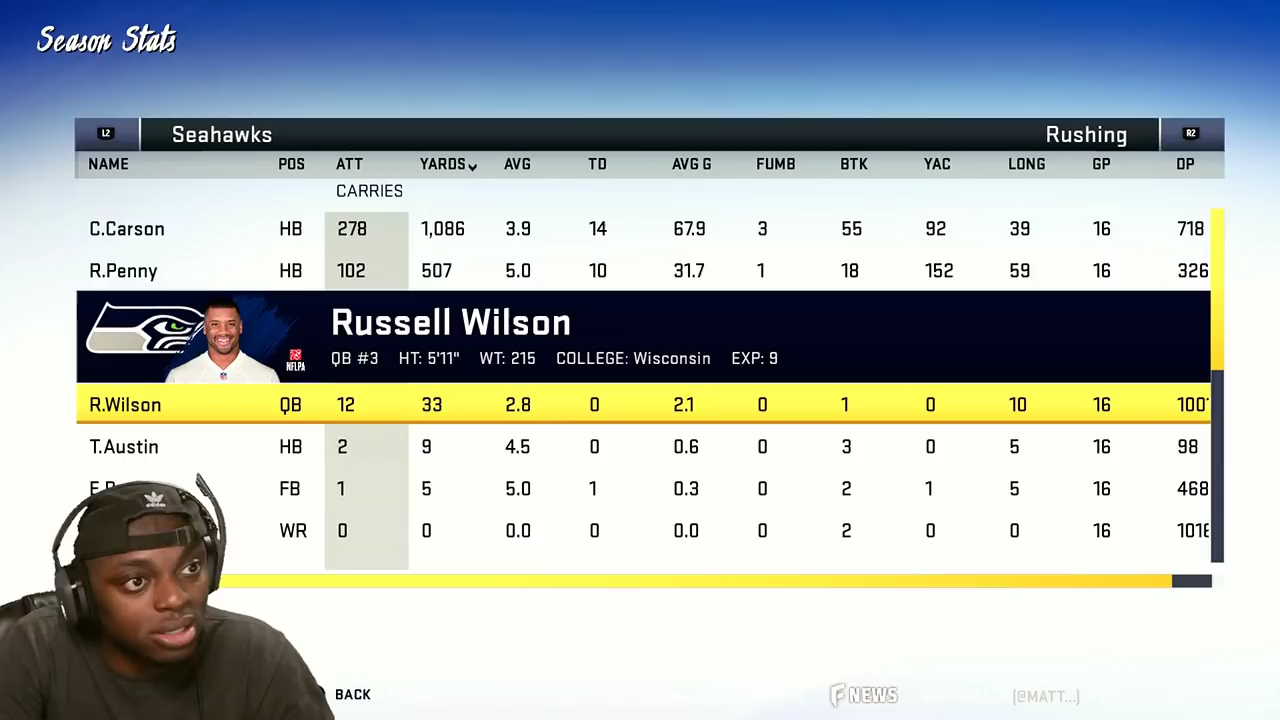 Season Stats
L2 Seahawks Rushing R2
NAME POS ATT YARDS AVG TD AVG G FUMB BTK YAC LONG GP DP
CARRIES
C.Carson HB 278 1,086 3.9 14 67.9 3 55 92 39 16 718
R.Penny HB 102 507 5.0 10 31.7 1 18 152 59 16 326
Russell Wilson
QB #3 HT: 5'11" WT: 215 COLLEGE: Wisconsin EXP: 9
NFLPA
R.Wilson QB 12 33 2.8 0 2.1 0 1 0 10 16 100
T.Austin HB 2 9 4.5 0 0.6 0 3 0 5 16 98
FB 1 5 5.0 1 0.3 0 2 1 5 16 468
WR 0 0 0.0 0 0.0 0 2 0 0 16 101
BACK
NEWS [@MATT...]